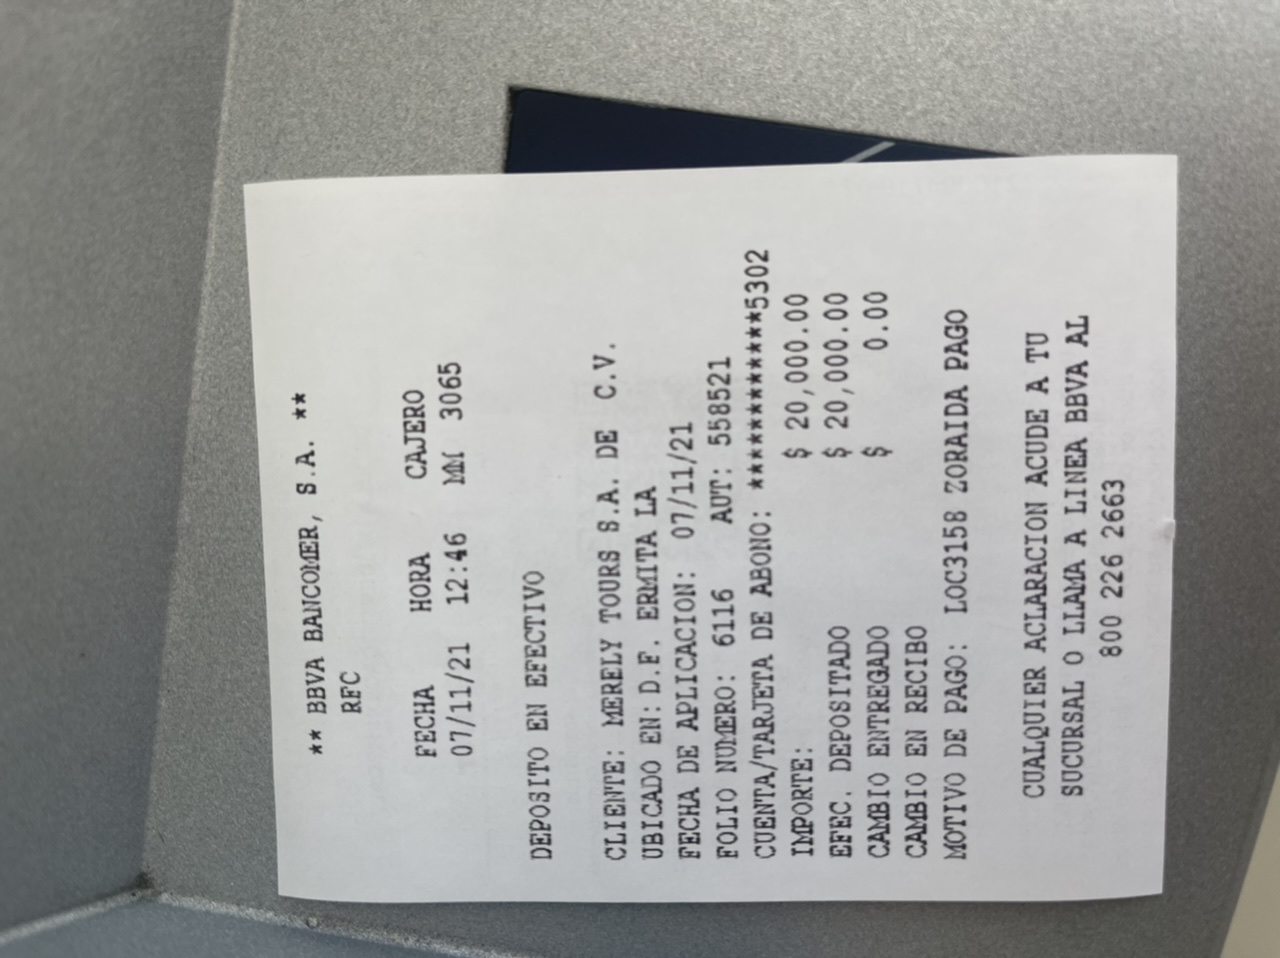 ** BBVA BANCOMER, S.A. **
RFC
FECHA HORA CAJERO
07/11/21 12:46 MM 3065
DEPOSITO EN EFECTIVO
CLIENTE: MERELY TOURS S.A. DE C.V.
UBICADO EN: D.F. ERMITA LA
FECHA DE APLICACION: 07/11/21
FOLIO NUMERO: 6116 AUT: 558521
CUENTA/TARJETA DE ABONO: ************5302
IMPORTE: $ 20,000.00
EFEC. DEPOSITADO $ 20,000.00
CAMBIO ENTREGADO $ 0.00
CAMBIO EN RECIBO
MOTIVO DE PAGO: LOC3158 ZORAIDA PAGO
CUALQUIER ACLARACION ACUDE A TU
SUCURSAL O LLAMA A LINEA BBVA AL
800 226 2663